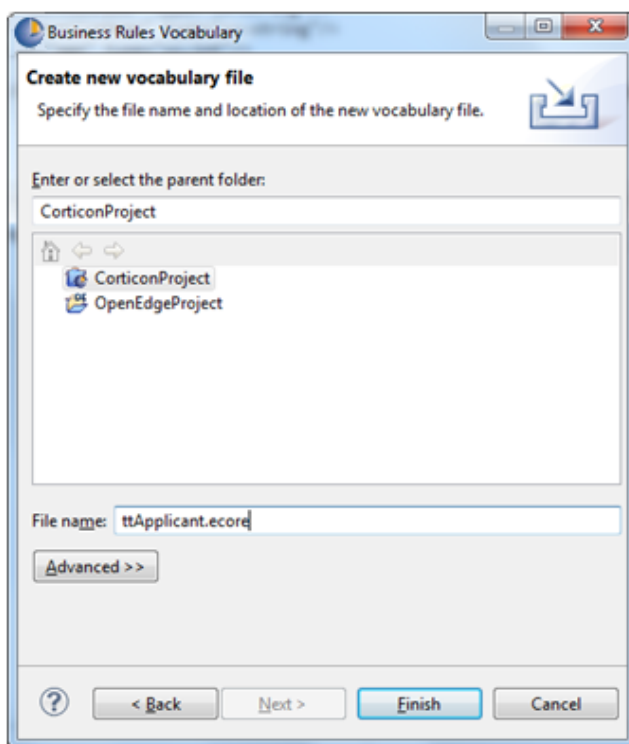 Business Rules Vocabulary
Create new vocabulary file
Specify the file name and location of the new vocabulary file.
Enter or select the parent folder:
CorticonProject
CorticonProject
OpenEdgeProject
File name: ttApplicant.ecore
Advanced >>
? < Back Next > Finish Cancel